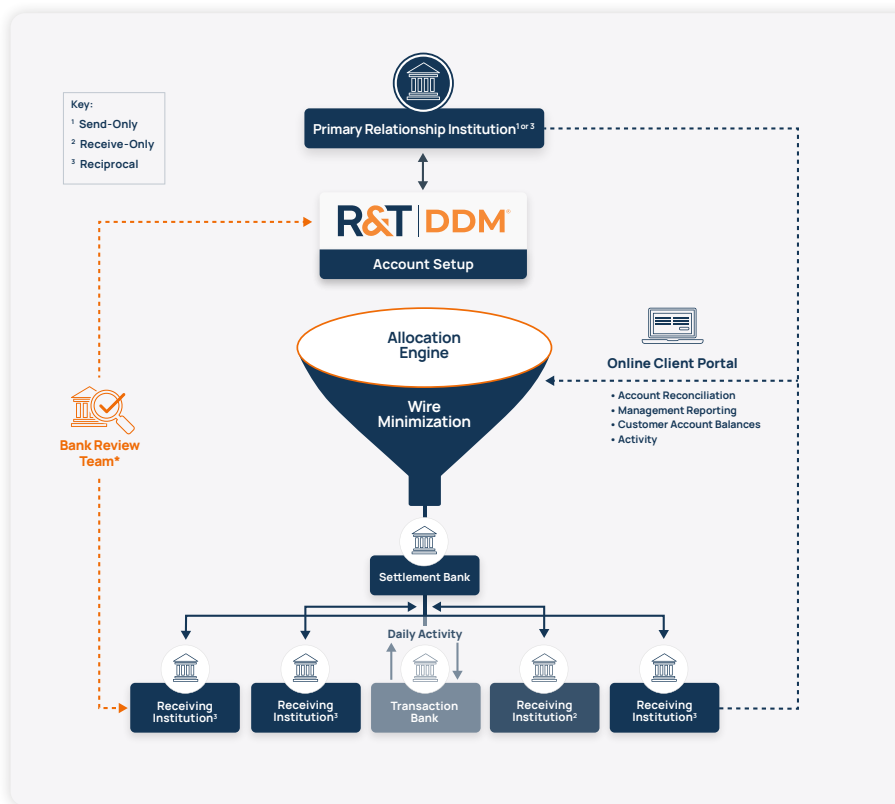 Key:
¹ Send-Only
² Receive-Only
³ Reciprocal
Primary Relationship Institution¹ ᵒʳ ³
R&T | DDM®
Account Setup
Allocation
Engine
Wire
Minimization
Online Client Portal
• Account Reconciliation
• Management Reporting
• Customer Account Balances
• Activity
Bank Review
Team*
Settlement Bank
Daily Activity
Receiving
Institution³
Receiving
Institution³
Transaction
Bank
Receiving
Institution²
Receiving
Institution³